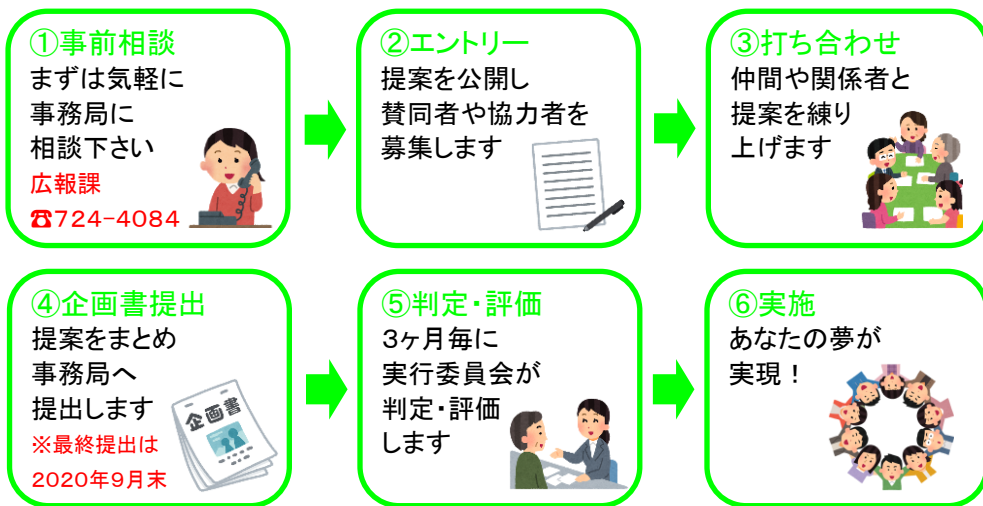 ①事前相談
まずは気軽に
事務局に
相談下さい
広報課
☎724-4084
②エントリー
提案を公開し
賛同者や協力者を
募集します
③打ち合わせ
仲間や関係者と
提案を練り
上げます
④企画書提出
提案をまとめ
事務局へ
提出します
※最終提出は
2020年9月末
企画書
⑤判定・評価
3ヶ月毎に
実行委員会が
判定・評価
します
⑥実施
あなたの夢が
実現！